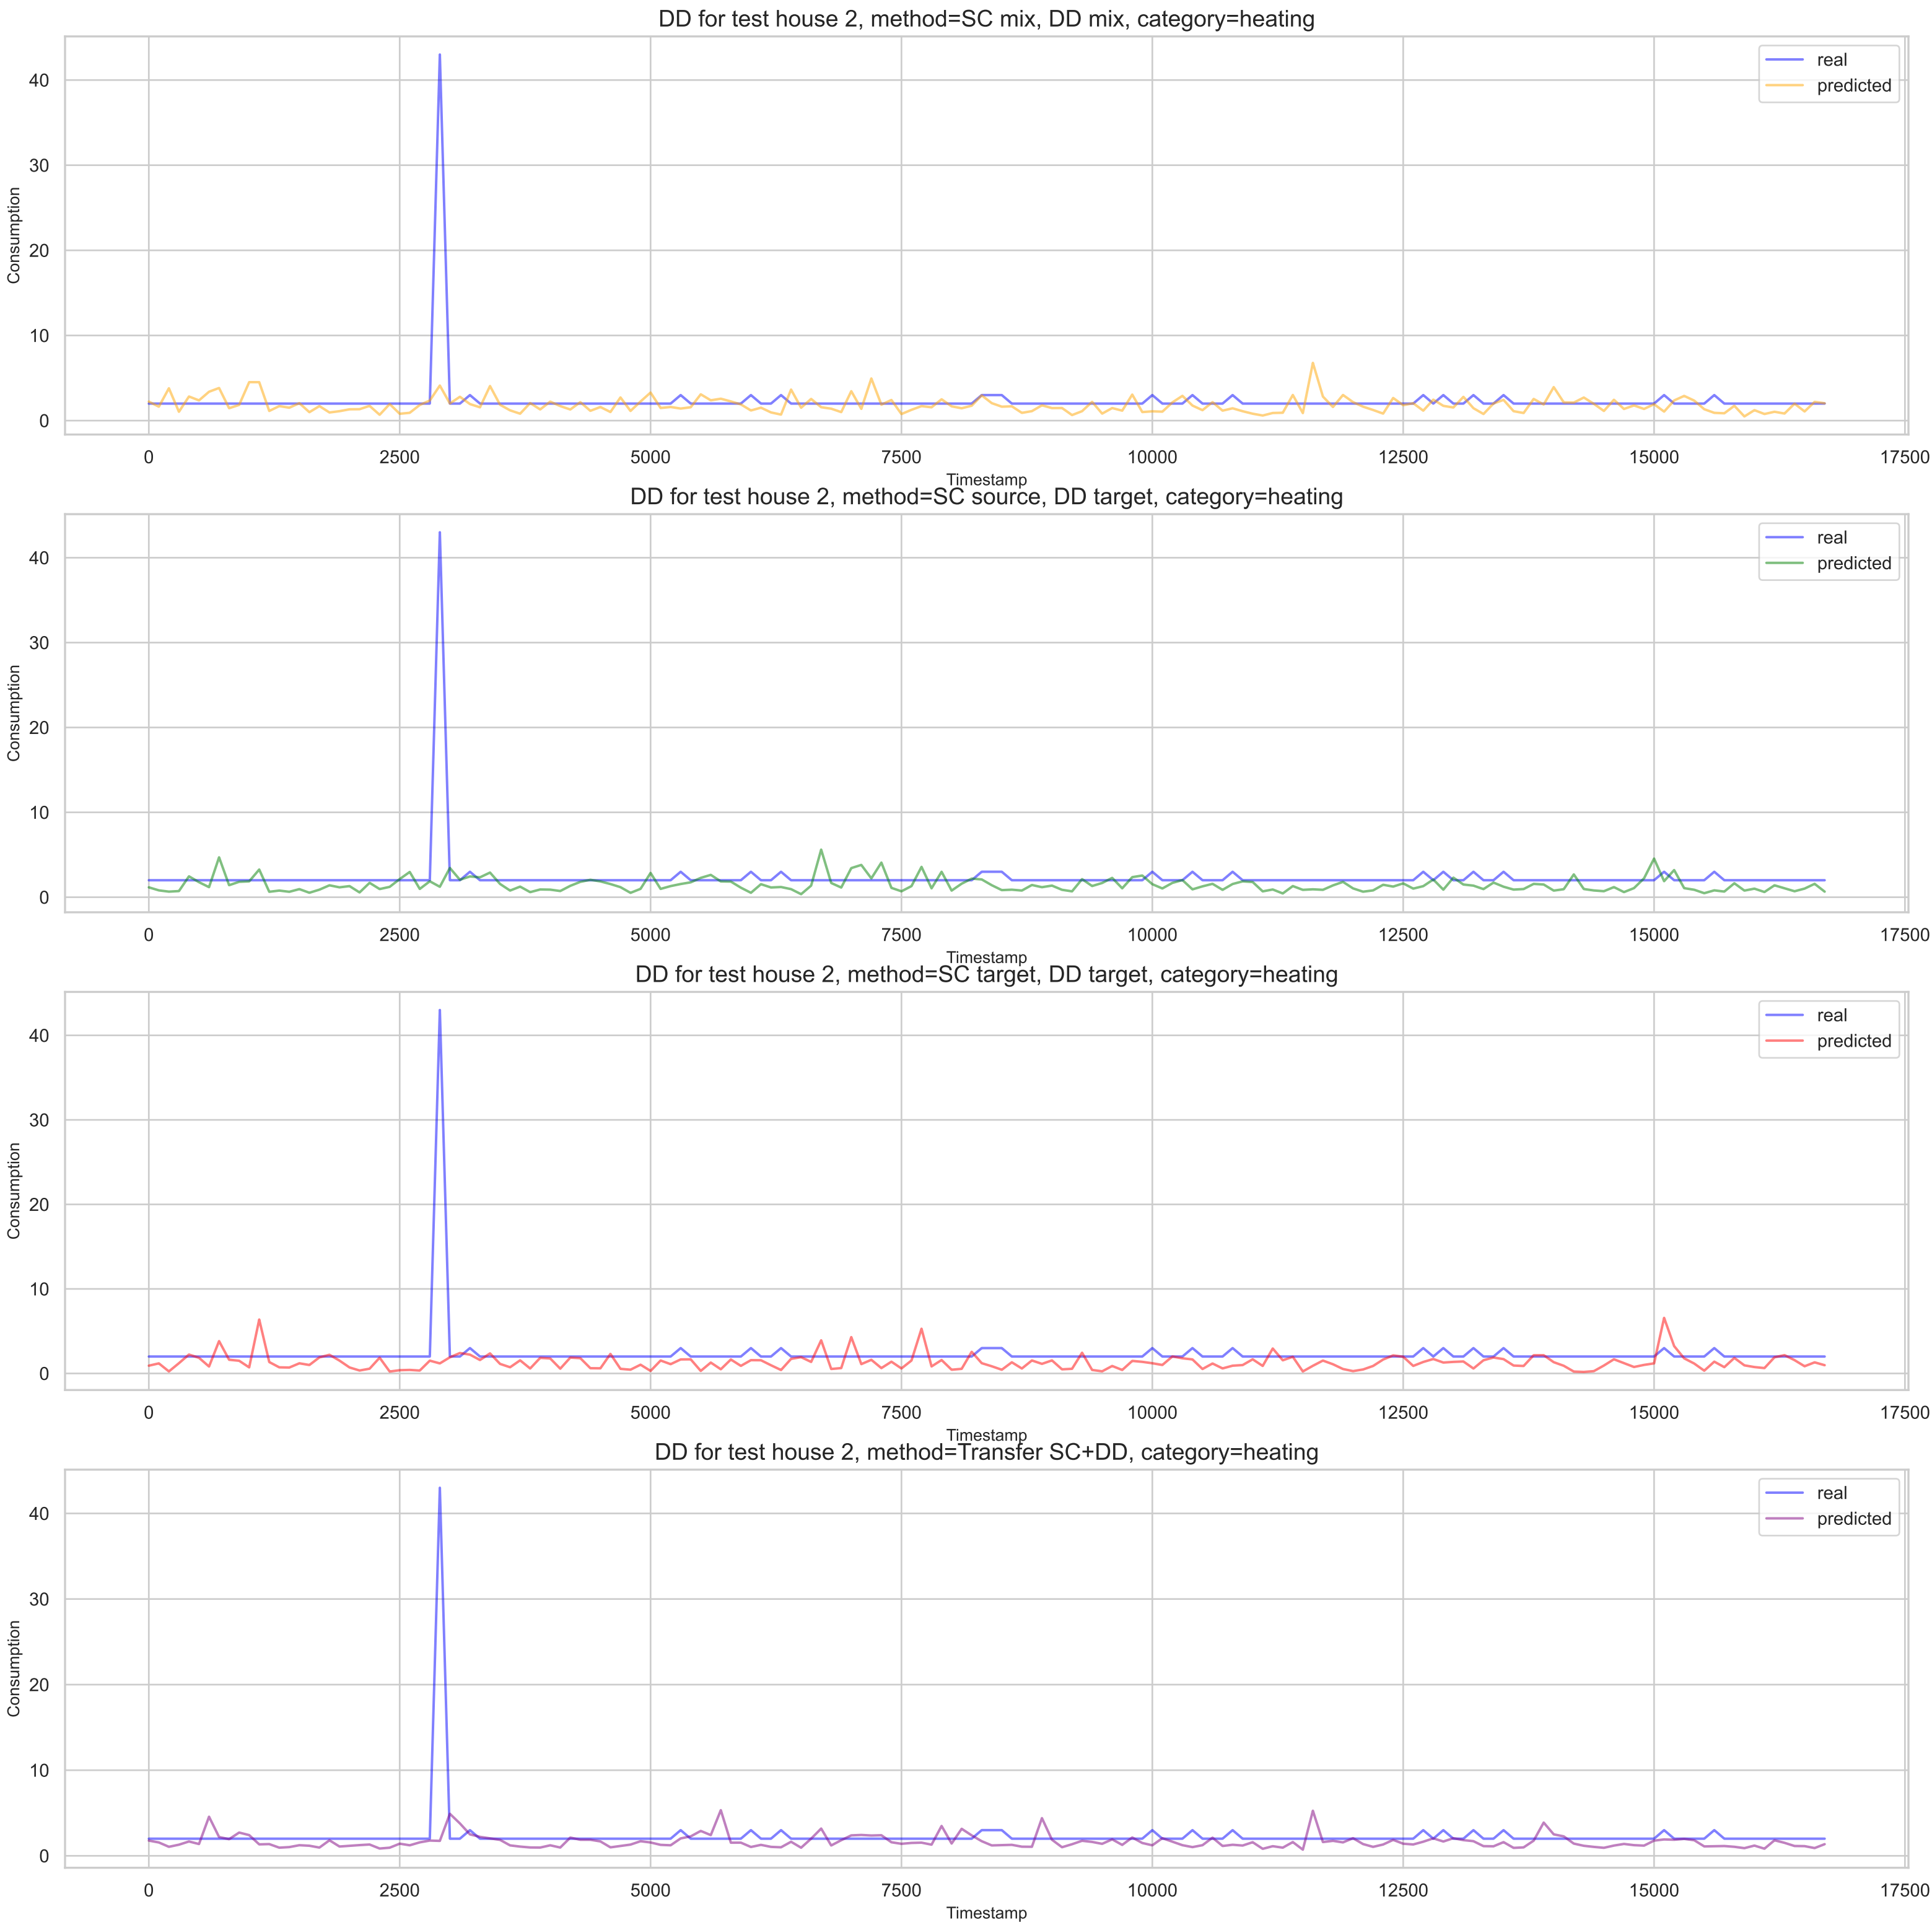 DD for test house 2, method=SC mix, DD mix, category=heating
real
predicted
40
30
20
10
0
Consumption
0 2500 5000 7500 10000 12500 15000 17500
Timestamp
DD for test house 2, method=SC source, DD target, category=heating
real
predicted
40
30
20
10
0
Consumption
0 2500 5000 7500 10000 12500 15000 17500
Timestamp
DD for test house 2, method=SC target, DD target, category=heating
real
predicted
40
30
20
10
0
Consumption
0 2500 5000 7500 10000 12500 15000 17500
Timestamp
DD for test house 2, method=Transfer SC+DD, category=heating
real
predicted
40
30
20
10
0
Consumption
0 2500 5000 7500 10000 12500 15000 17500
Timestamp